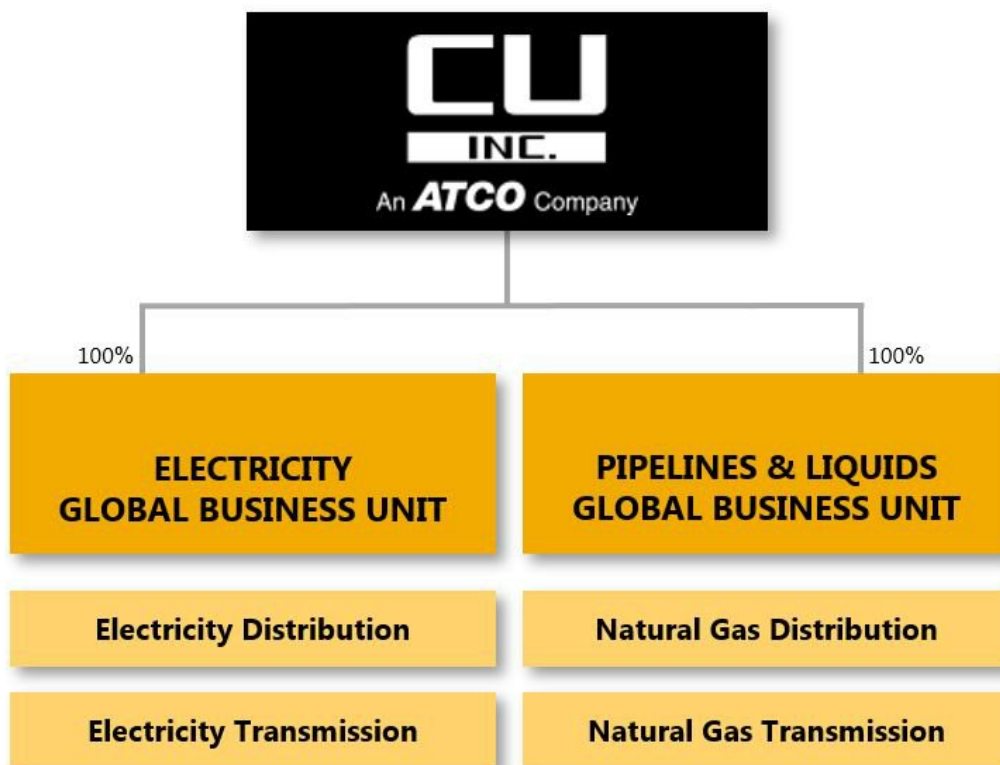 CU
INC.
An ATCO Company
100%
100%
ELECTRICITY
GLOBAL BUSINESS UNIT
PIPELINES & LIQUIDS
GLOBAL BUSINESS UNIT
Electricity Distribution
Natural Gas Distribution
Electricity Transmission
Natural Gas Transmission